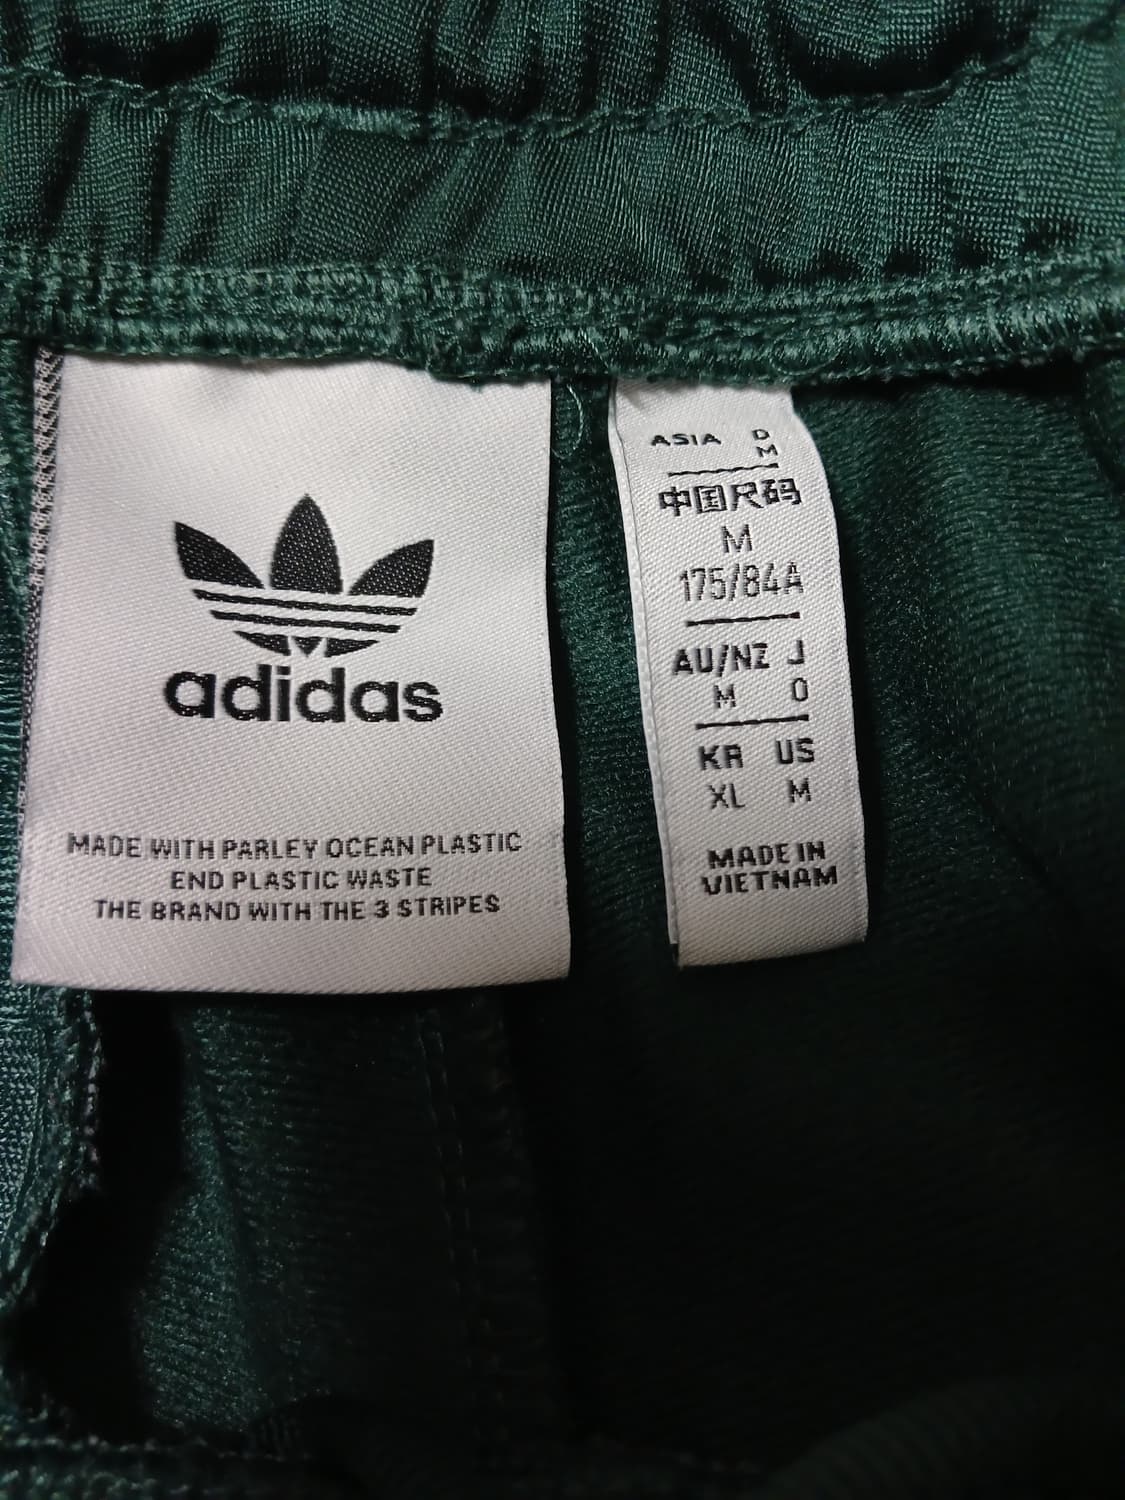 adidas
MADE WITH PARLEY OCEAN PLASTIC
END PLASTIC WASTE
THE BRAND WITH THE 3 STRIPES
ASIA D
M
中国尺码
M
175/84A
AU/NZ J
M O
KR US
XL M
MADE IN
VIETNAM